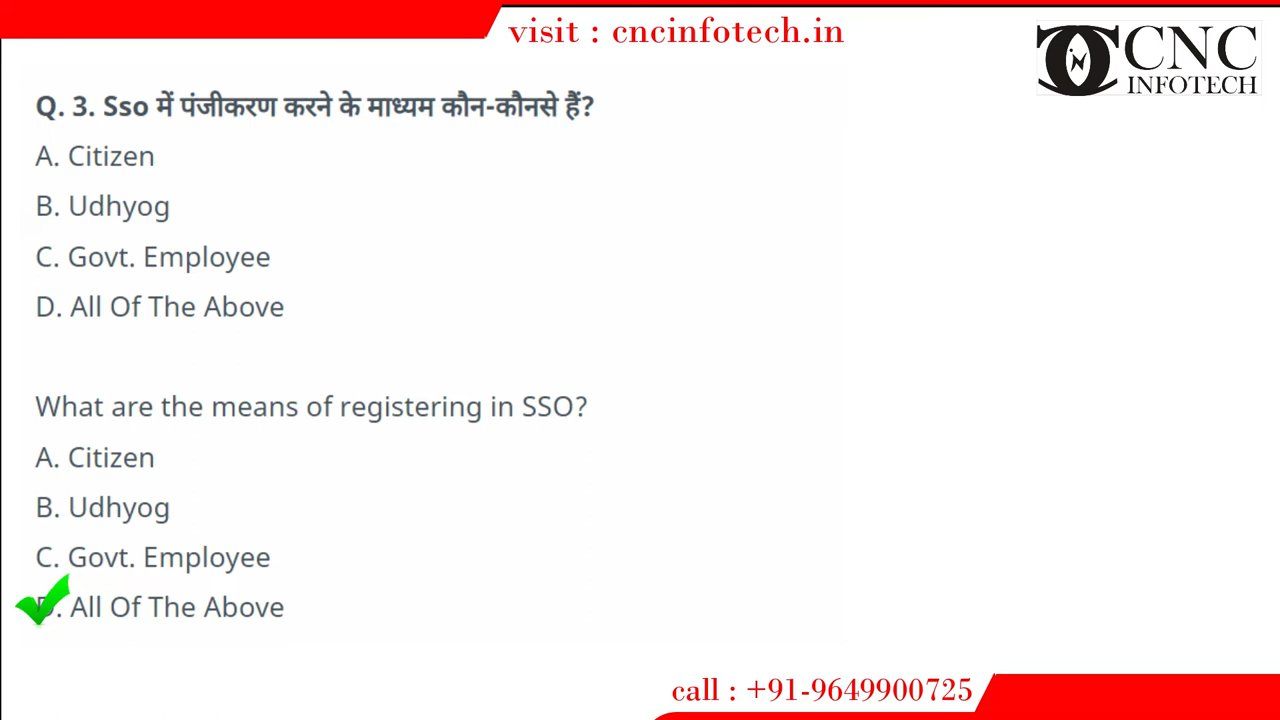 visit : cncinfotech.in
CNC
INFOTECH
Q. 3. Sso में पंजीकरण करने के माध्यम कौन-कौनसे हैं?
A. Citizen
B. Udhyog
C. Govt. Employee
D. All Of The Above
What are the means of registering in SSO?
A. Citizen
B. Udhyog
C. Govt. Employee
D. All Of The Above
call : +91-9649900725